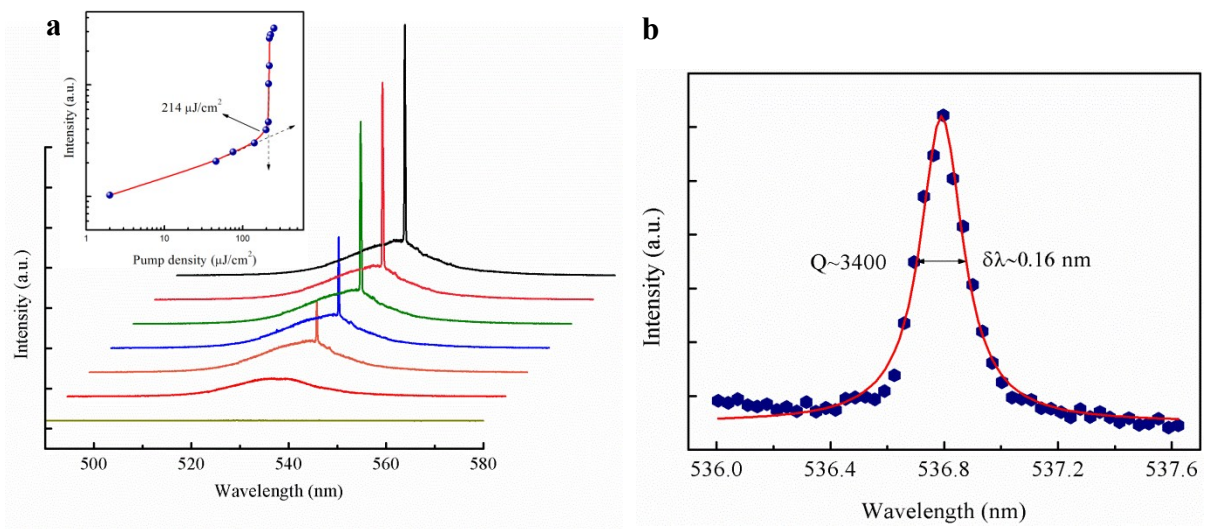 a
Intensity (a.u.)
214 μJ/cm²
1 10 100
Pump density (μJ/cm²)
Intensity (a.u.)
500 520 540 560 580
Wavelength (nm)
b
Intensity (a.u.)
Q~3400 δλ~0.16 nm
536.0 536.4 536.8 537.2 537.6
Wavelength (nm)